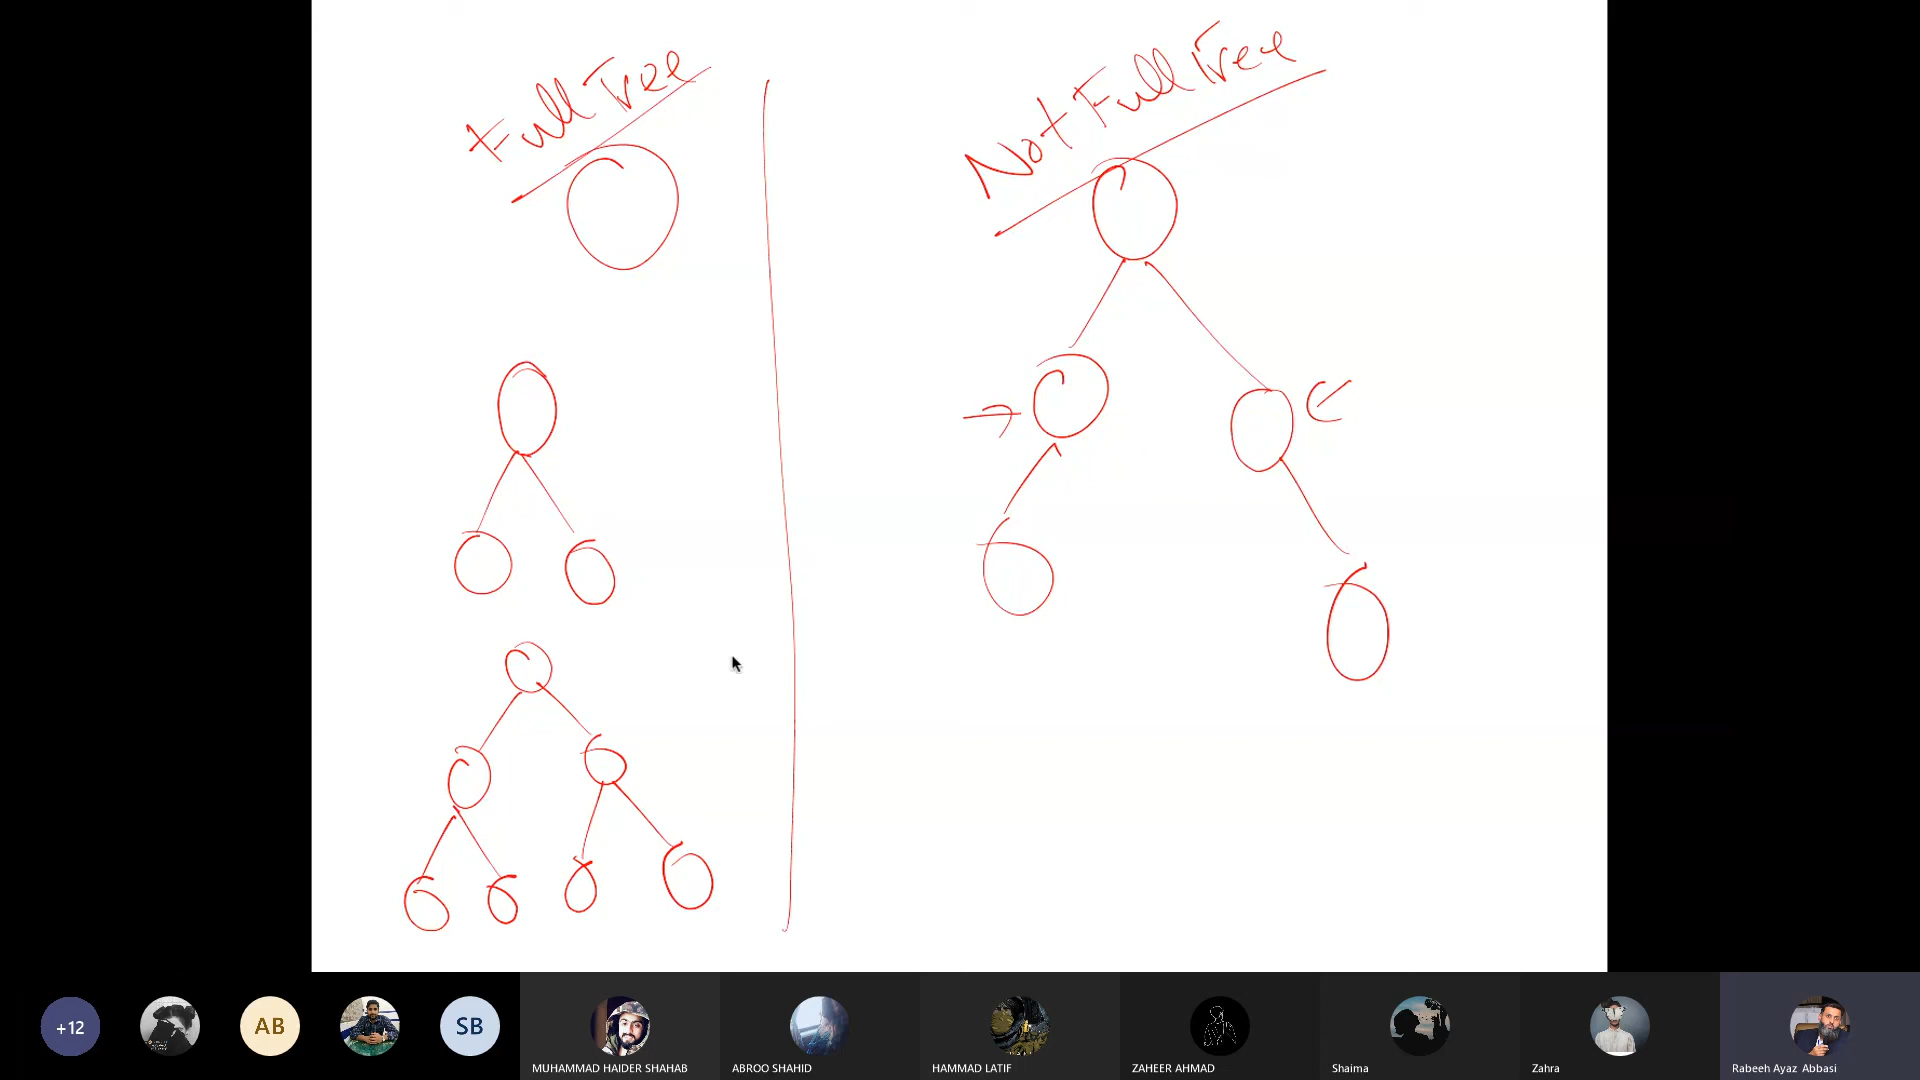 Full Tree
Not Full Tree
+12
AB
SB
MUHAMMAD HAIDER SHAHAB
ABROO SHAHID
HAMMAD LATIF
ZAHEER AHMAD
Shaima
Zahra
Rabeeh Ayaz Abbasi